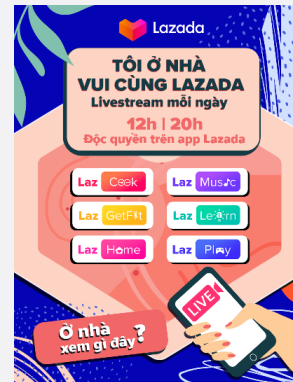 Lazada
TÔI Ở NHÀ
VUI CÙNG LAZADA
Livestream mỗi ngày
12h | 20h
Độc quyền trên app Lazada
Laz Cook
Laz Music
Laz GetFit
Laz Learn
Laz Home
Laz Play
LIVE
Ở nhà
xem gì đây?